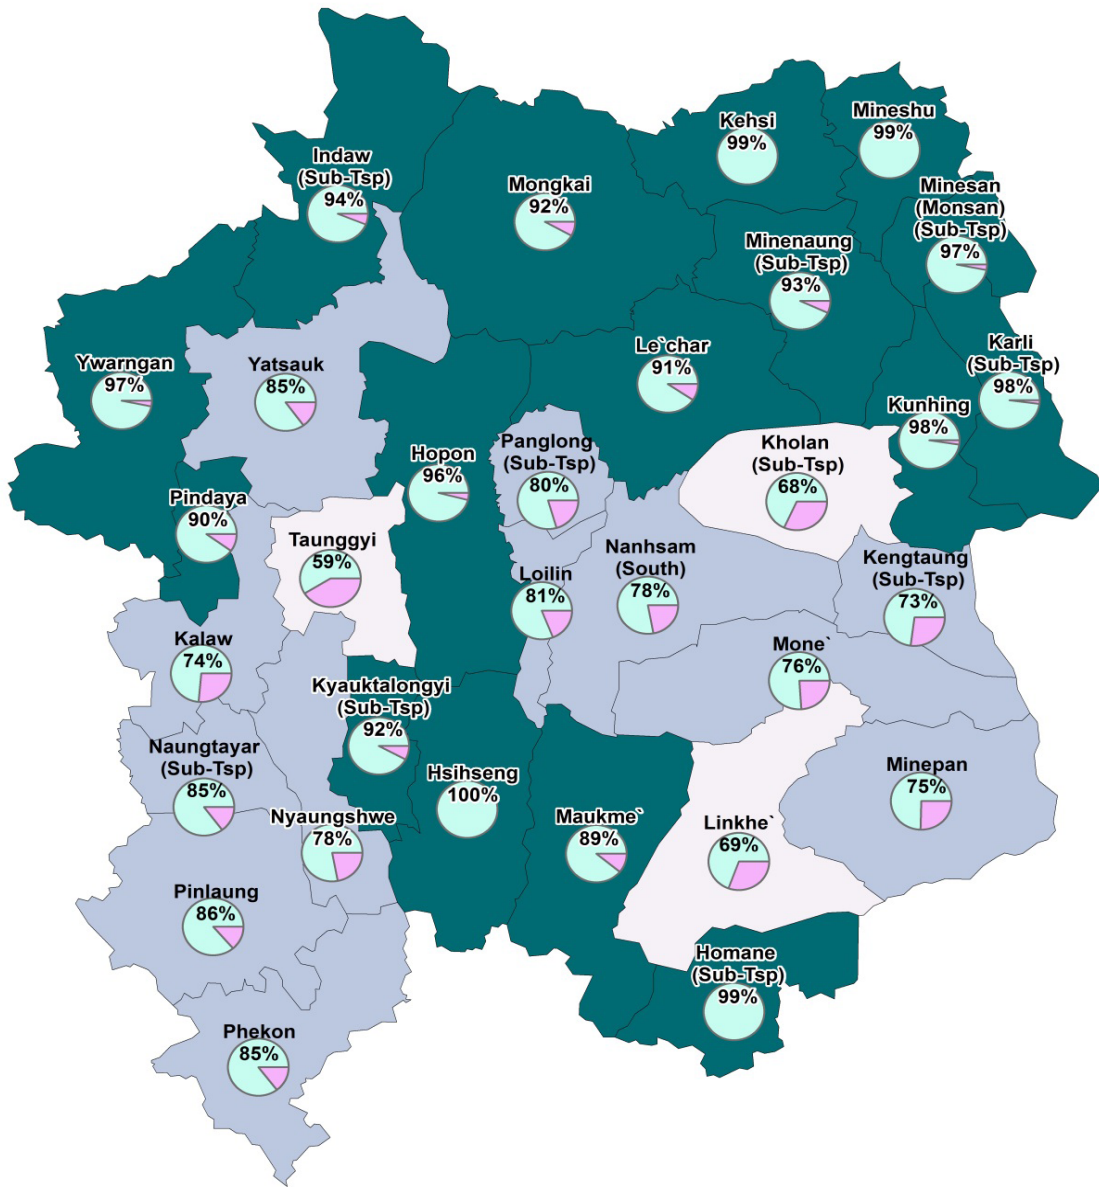 Kehsi
99%
Mineshu
99%
Indaw
(Sub-Tsp)
94%
Mongkai
92%
Minesan
(Monsan)
(Sub-Tsp)
97%
Minenaung
(Sub-Tsp)
93%
Ywarngan
97%
Yatsauk
85%
Le`char
91%
Karli
(Sub-Tsp)
98%
Kunhing
98%
Hopon
96%
Panglong
(Sub-Tsp)
80%
Kholan
(Sub-Tsp)
68%
Pindaya
90%
Taunggyi
59%
Loilin
81%
Nanhsam
(South)
78%
Kengtaung
(Sub-Tsp)
73%
Kalaw
74%
Mone`
76%
Kyauktalongyi
(Sub-Tsp)
92%
Naungtayar
(Sub-Tsp)
85%
Hsihseng
100%
Minepan
75%
Nyaungshwe
78%
Maukme`
89%
Linkhe`
69%
Pinlaung
86%
Homane
(Sub-Tsp)
99%
Phekon
85%